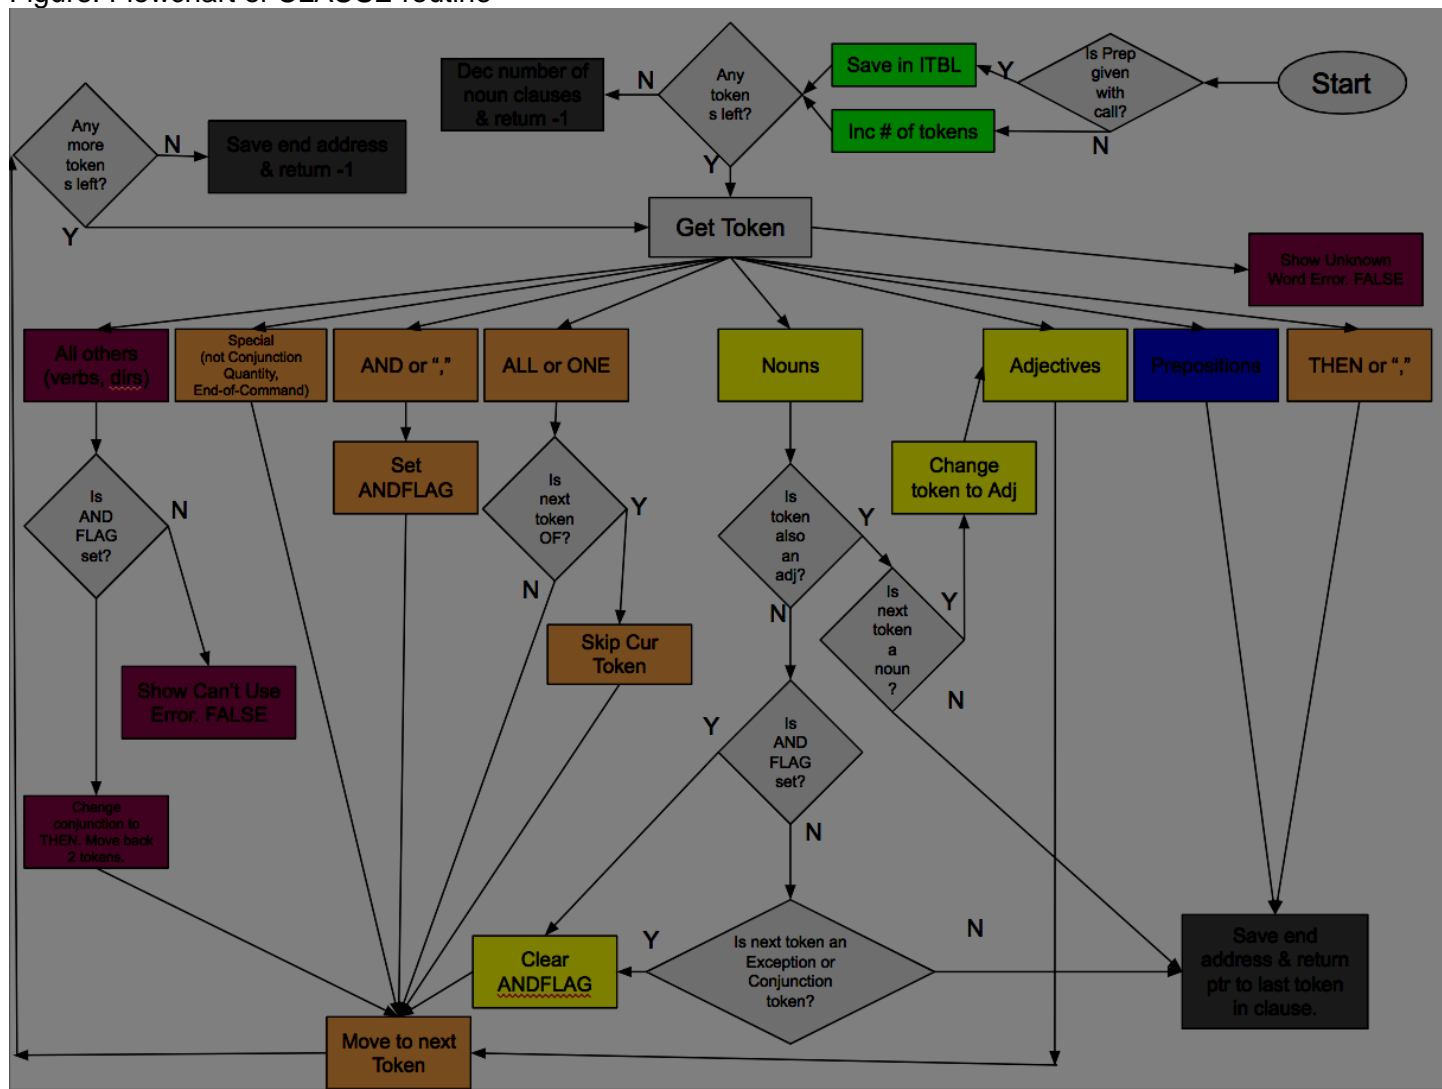 Figure: Flowchart of CLAUSE routine
Start
Is Prep
given
with
call?
Y
N
Save in ITBL
Inc # of tokens
Any
token
s left?
N
Y
Dec number of
noun clauses
& return -1
Any
more
token
s left?
N
Y
Save end address
& return -1
Get Token
Show Unknown
Word Error. FALSE
All others
(verbs, dirs)
Special
(not Conjunction
Quantity,
End-of-Command)
AND or “,”
ALL or ONE
Nouns
Adjectives
Prepositions
THEN or “,”
Is
AND
FLAG
set?
N
Set
ANDFLAG
Is
next
token
OF?
Y
N
Is
token
also
an
adj?
Y
N
Change
token to Adj
Is
next
token
a
noun
?
Y
N
Skip Cur
Token
Show Can't Use
Error. FALSE
Y
Is
AND
FLAG
set?
N
Change
conjunction to
THEN. Move back
2 tokens.
Clear
ANDFLAG
Y
Is next token an
Exception or
Conjunction
token?
N
Save end
address & return
ptr to last token
in clause.
Move to next
Token